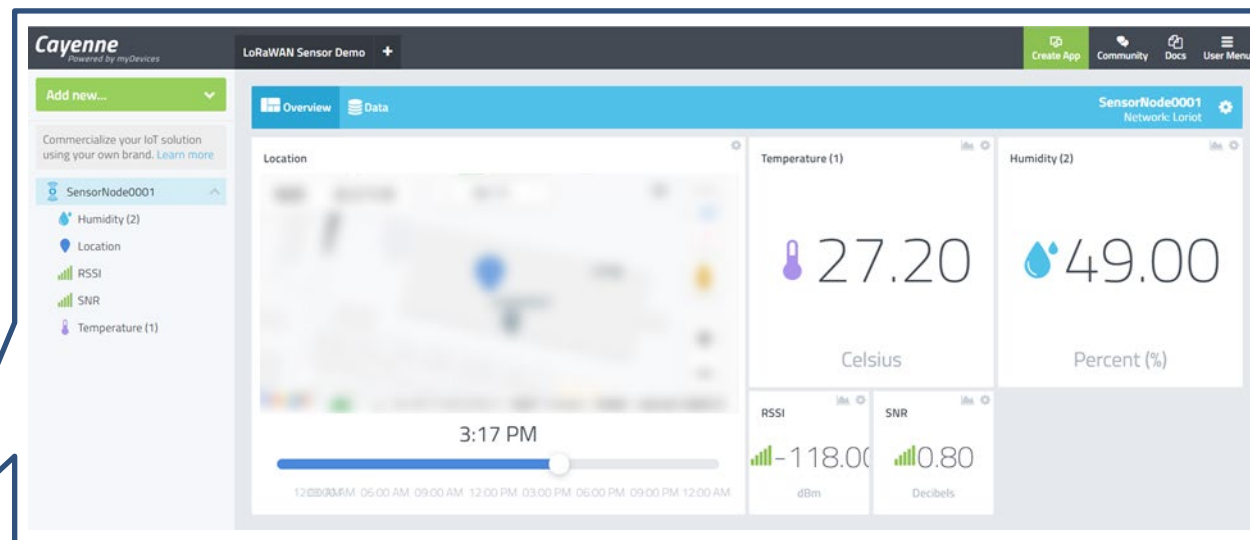 Cayenne
Powered by myDevices
LoRaWAN Sensor Demo +
Create App
Community
Docs
User Menu
Add new...
Overview
Data
SensorNode0001
Network: Loriot
Commercialize your IoT solution
using your own brand. Learn more
SensorNode0001
Humidity (2)
Location
RSSI
SNR
Temperature (1)
Location
3:17 PM
06:00 AM 09:00 AM 12:00 PM 03:00 PM 06:00 PM 09:00 PM 12:00 AM
Temperature (1)
27.20
Celsius
Humidity (2)
49.00
Percent (%)
RSSI
-118.00
dBm
SNR
0.80
Decibels